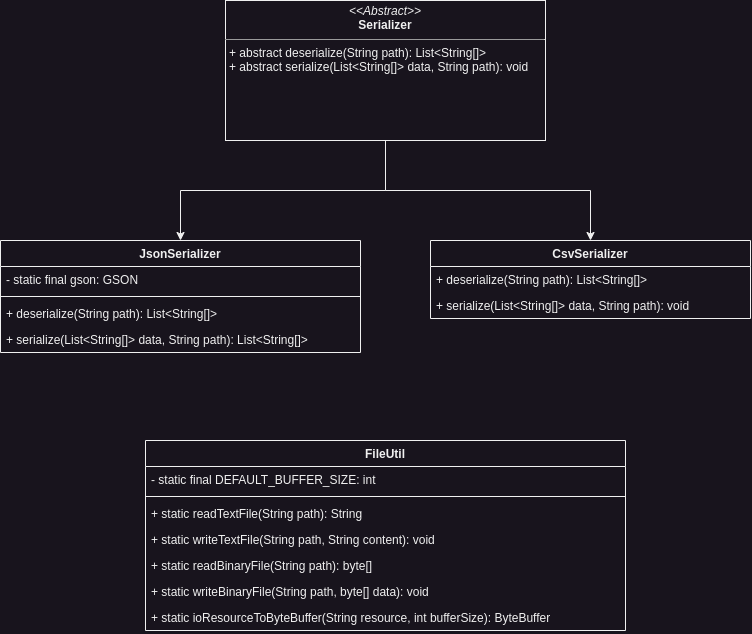 <<Abstract>>
Serializer
+ abstract deserialize(String path): List<String[]>
+ abstract serialize(List<String[]> data, String path): void
JsonSerializer
- static final gson: GSON
+ deserialize(String path): List<String[]>
+ serialize(List<String[]> data, String path): List<String[]>
CsvSerializer
+ deserialize(String path): List<String[]>
+ serialize(List<String[]> data, String path): void
FileUtil
- static final DEFAULT_BUFFER_SIZE: int
+ static readTextFile(String path): String
+ static writeTextFile(String path, String content): void
+ static readBinaryFile(String path): byte[]
+ static writeBinaryFile(String path, byte[] data): void
+ static ioResourceToByteBuffer(String resource, int bufferSize): ByteBuffer